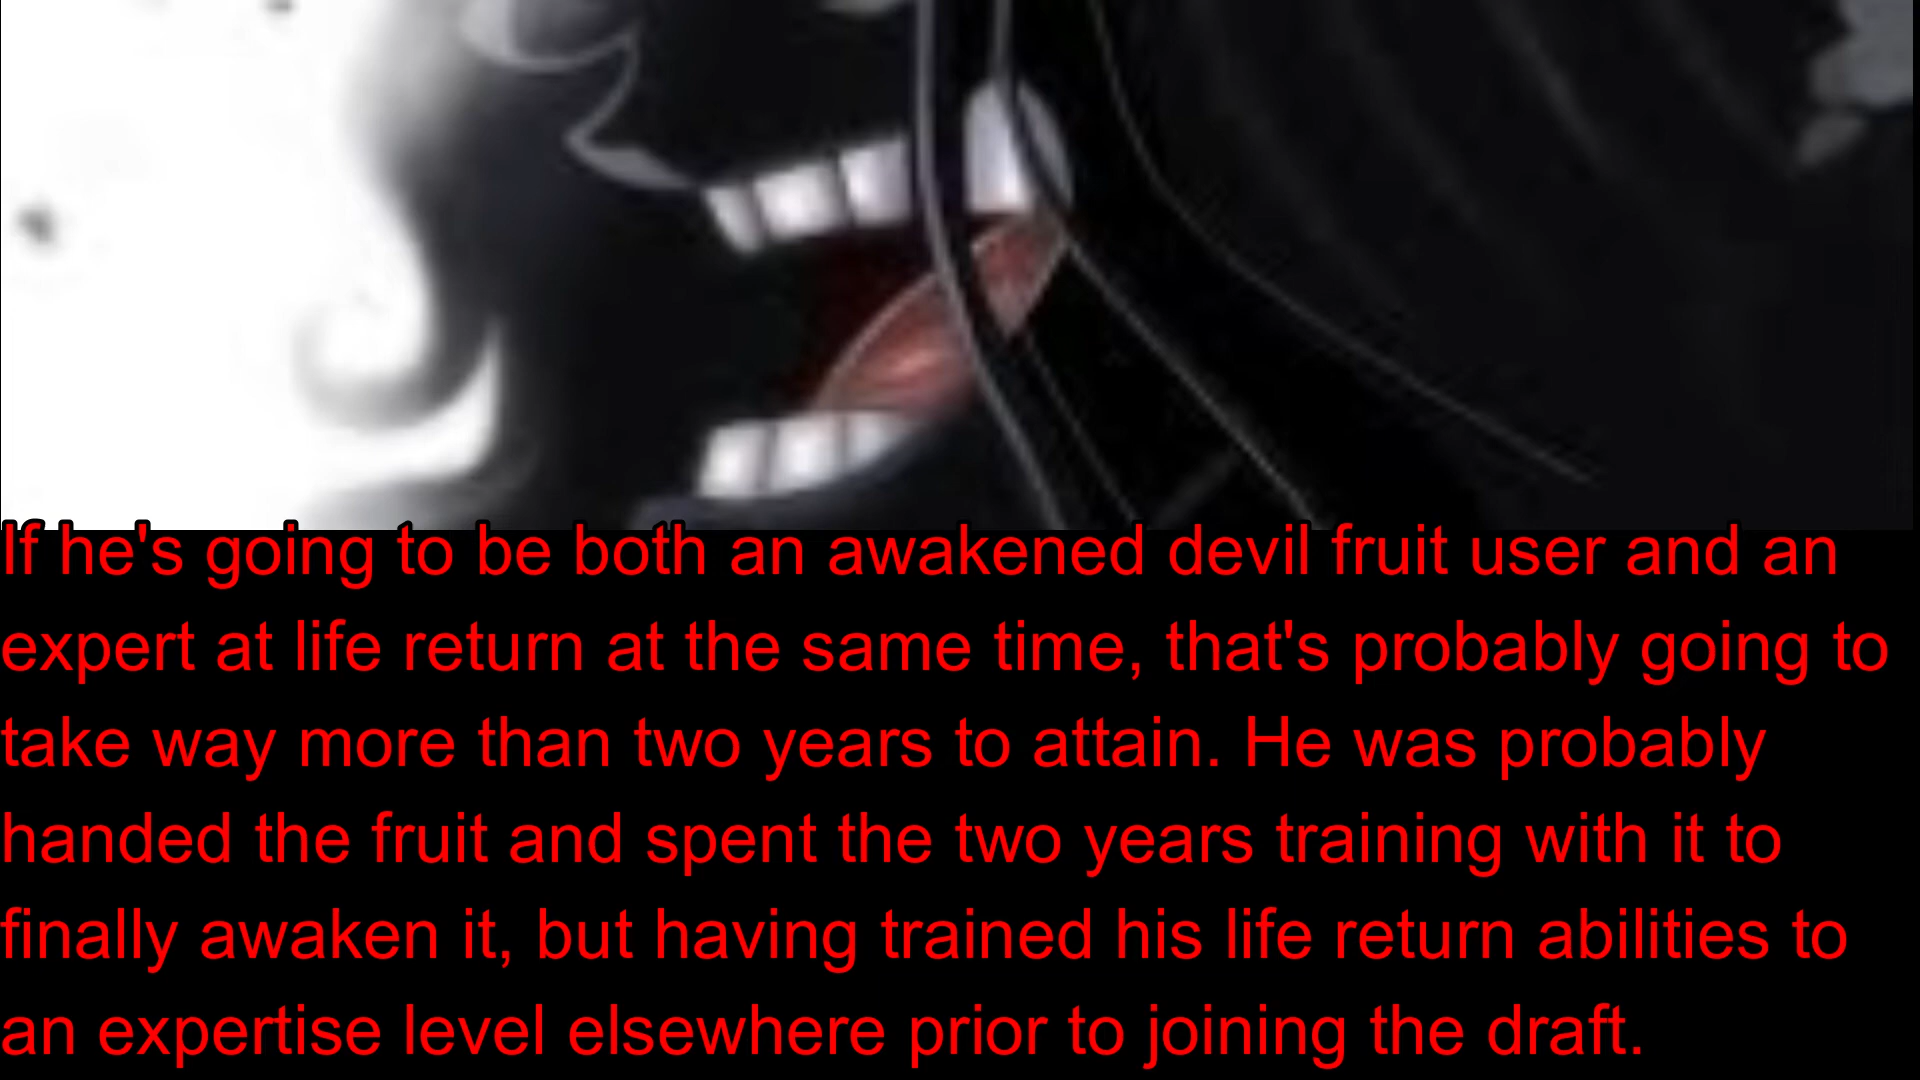 If he's going to be both an awakened devil fruit user and an
expert at life return at the same time, that's probably going to
take way more than two years to attain. He was probably
handed the fruit and spent the two years training with it to
finally awaken it, but having trained his life return abilities to
an expertise level elsewhere prior to joining the draft.